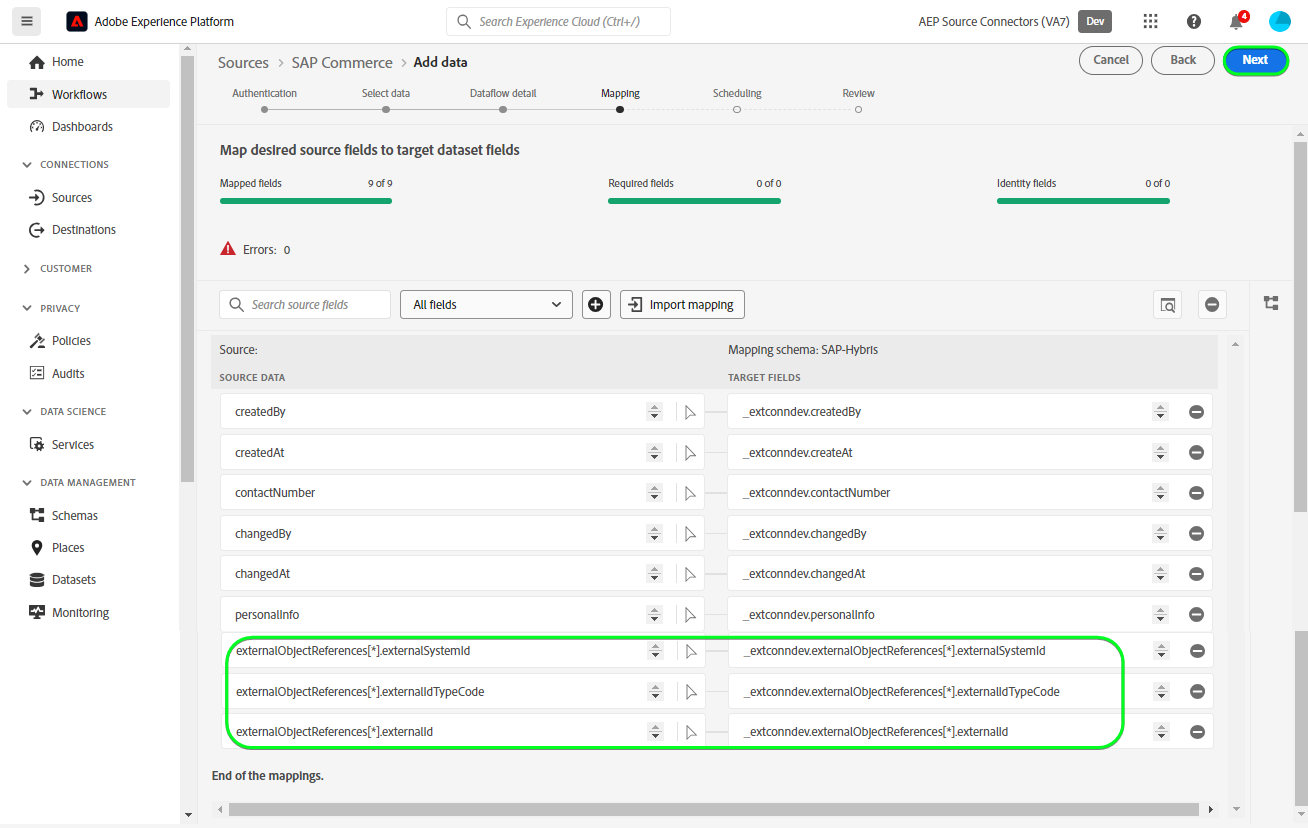 Adobe Experience Platform
Search Experience Cloud (Ctrl+/)
AEP Source Connectors (VA7)
Dev
4
Home
Workflows
Dashboards
CONNECTIONS
Sources
Destinations
CUSTOMER
PRIVACY
Policies
Audits
DATA SCIENCE
Services
DATA MANAGEMENT
Schemas
Places
Datasets
Monitoring
Sources > SAP Commerce > Add data
Cancel
Back
Next
Authentication
Select data
Dataflow detail
Mapping
Scheduling
Review
Map desired source fields to target dataset fields
Mapped fields 9 of 9
Required fields 0 of 0
Identity fields 0 of 0
Errors: 0
Search source fields
All fields
Import mapping
Source:
Mapping schema: SAP-Hybris
SOURCE DATA
TARGET FIELDS
createdBy
_extconndev.createdBy
createdAt
_extconndev.createAt
contactNumber
_extconndev.contactNumber
changedBy
_extconndev.changedBy
changedAt
_extconndev.changedAt
personalInfo
_extconndev.personalInfo
externalObjectReferences[*].externalSystemId
_extconndev.externalObjectReferences[*].externalSystemId
externalObjectReferences[*].externalIdTypeCode
_extconndev.externalObjectReferences[*].externalIdTypeCode
externalObjectReferences[*].externalId
_extconndev.externalObjectReferences[*].externalId
End of the mappings.